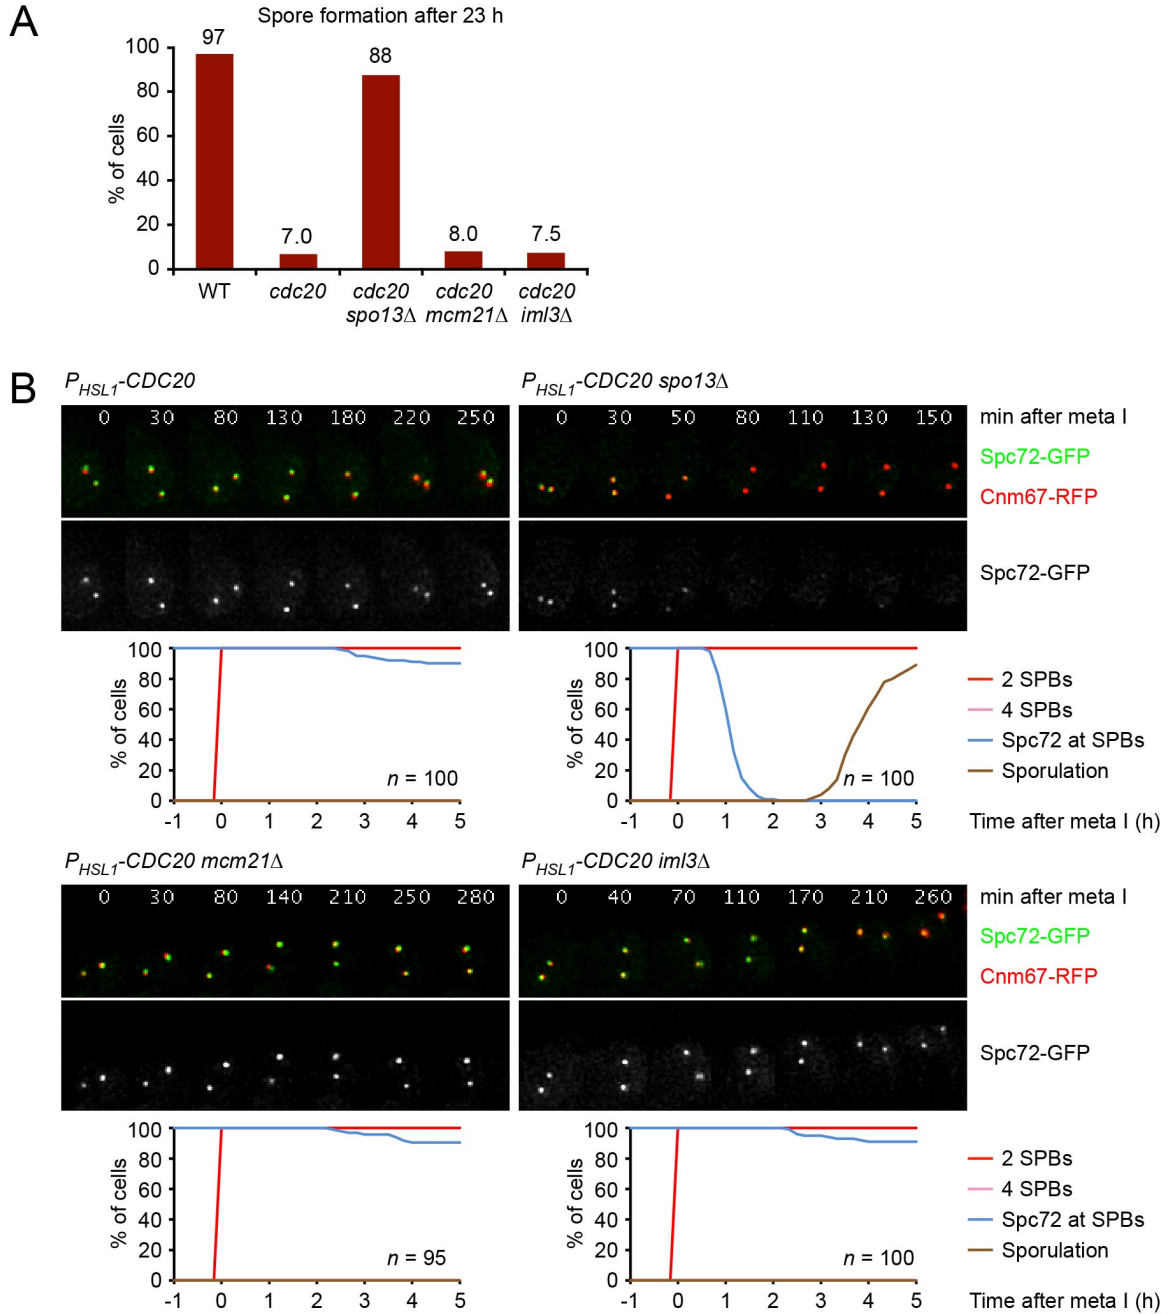 A
Spore formation after 23 h
% of cells
100
80
60
40
20
0
97
7.0
88
8.0
7.5
WT
cdc20
cdc20 spo13Δ
cdc20 mcm21Δ
cdc20 iml3Δ
B
P_HSL1-CDC20
0 30 80 130 180 220 250
P_HSL1-CDC20 spo13Δ
0 30 50 80 110 130 150
min after meta I
Spc72-GFP
Cnm67-RFP
Spc72-GFP
% of cells
100
80
60
40
20
0
n = 100
-1 0 1 2 3 4 5
% of cells
100
80
60
40
20
0
n = 100
-1 0 1 2 3 4 5
2 SPBs
4 SPBs
Spc72 at SPBs
Sporulation
Time after meta I (h)
P_HSL1-CDC20 mcm21Δ
0 30 80 140 210 250 280
P_HSL1-CDC20 iml3Δ
0 40 70 110 170 210 260
min after meta I
Spc72-GFP
Cnm67-RFP
Spc72-GFP
% of cells
100
80
60
40
20
0
n = 95
-1 0 1 2 3 4 5
% of cells
100
80
60
40
20
0
n = 100
-1 0 1 2 3 4 5
2 SPBs
4 SPBs
Spc72 at SPBs
Sporulation
Time after meta I (h)